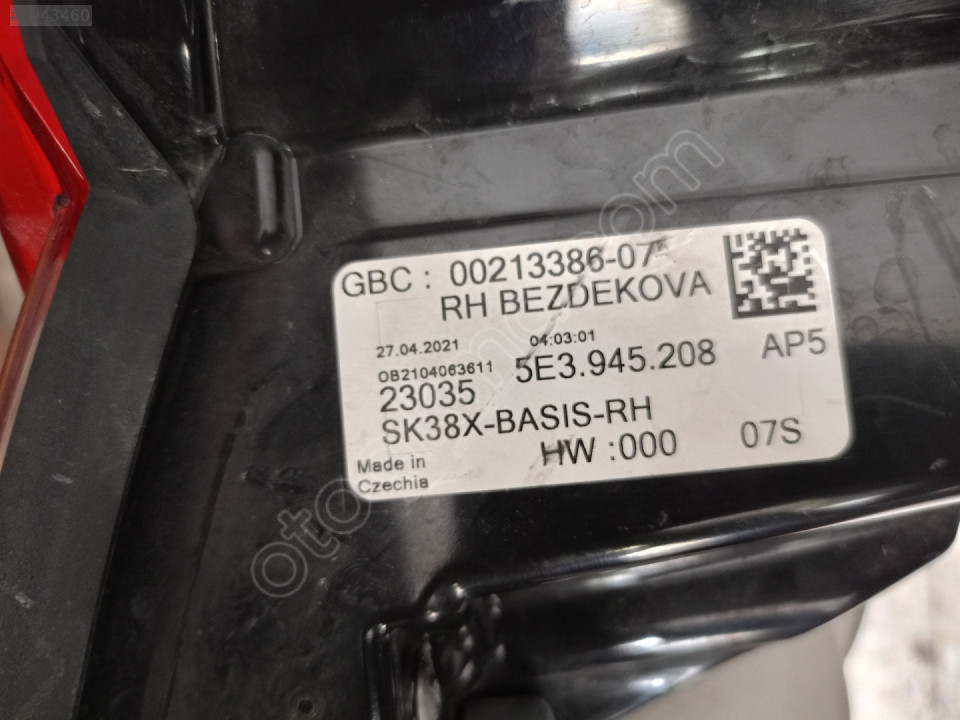 GBC : 00213386-07
RH BEZDEKOVA
27.04.2021 04:03:01
OB2104063611 5E3.945.208 AP5
23035
SK38X-BASIS-RH
HW :000 07S
Made in
Czechia